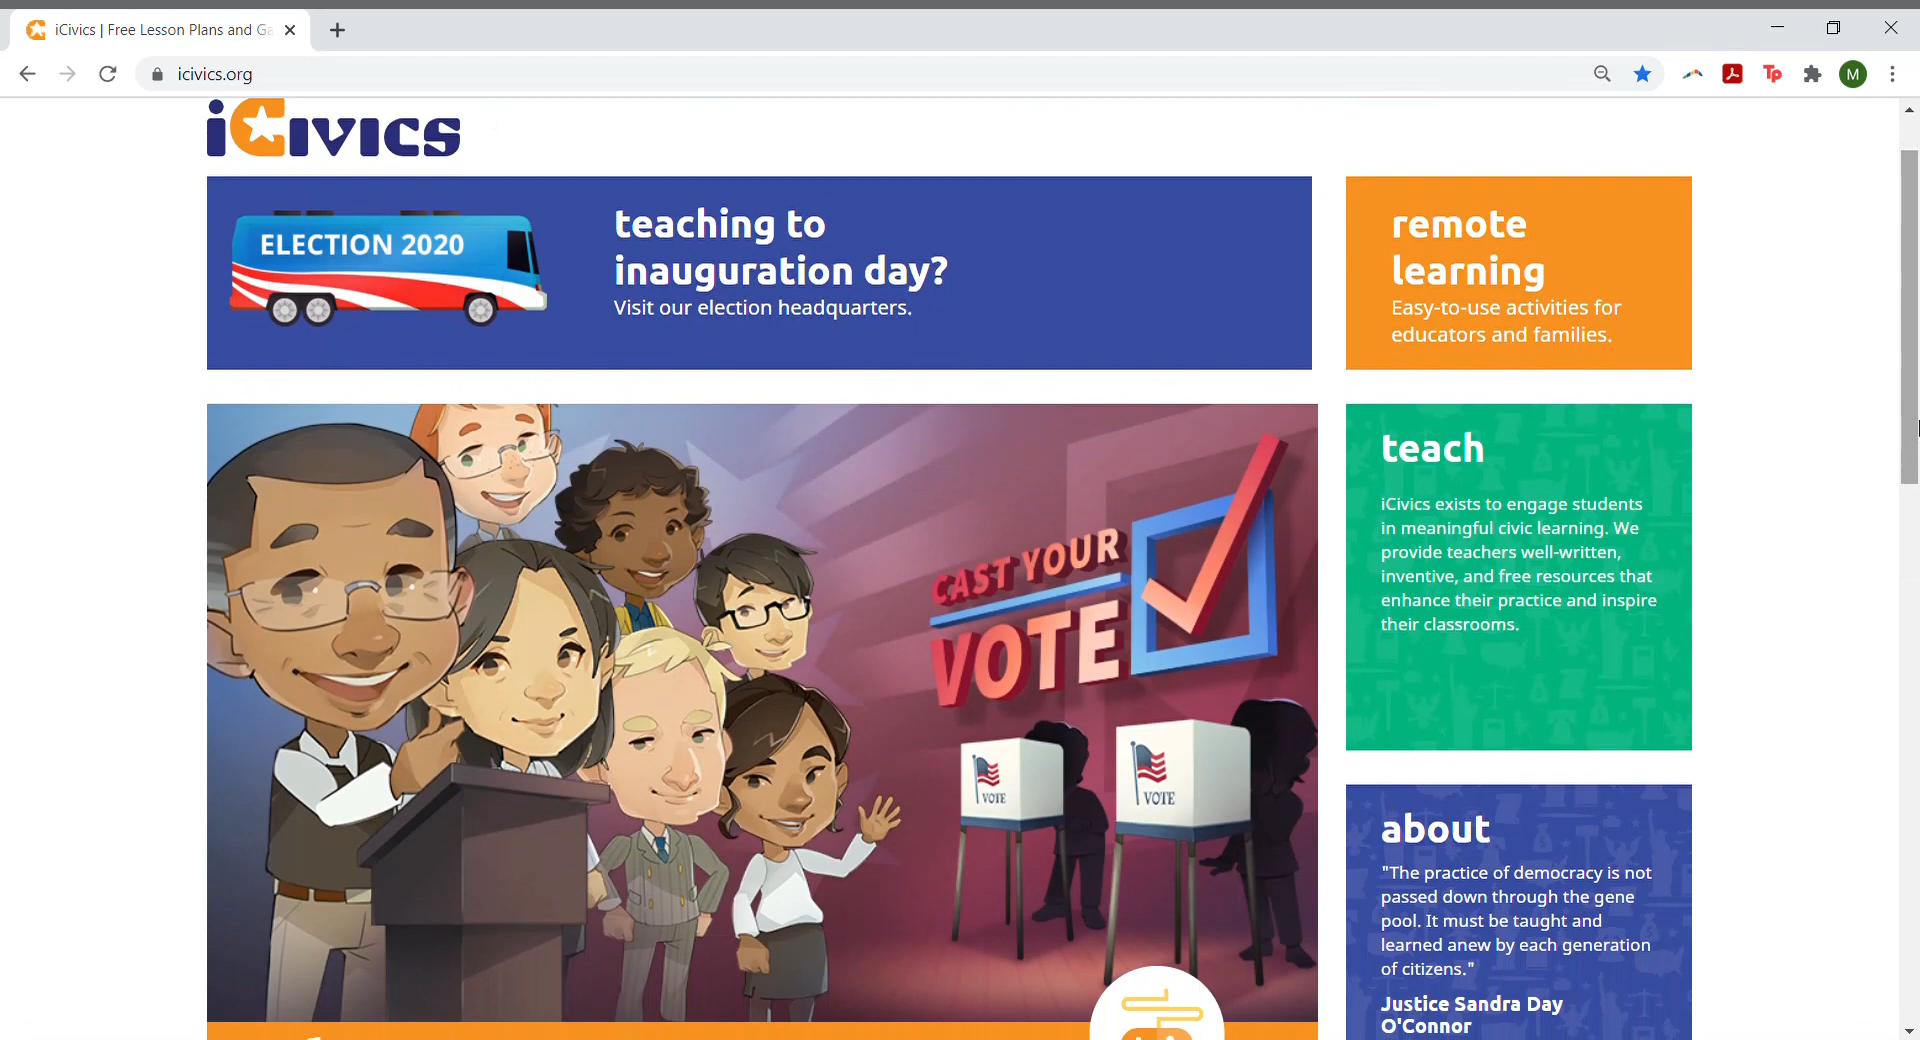 iCivics | Free Lesson Plans and Ga
icivics.org
Tp
M
iCivics
ELECTION 2020
teaching to
inauguration day?
Visit our election headquarters.
remote
learning
Easy-to-use activities for
educators and families.
CAST YOUR
VOTE
VOTE
VOTE
teach
iCivics exists to engage students
in meaningful civic learning. We
provide teachers well-written,
inventive, and free resources that
enhance their practice and inspire
their classrooms.
about
"The practice of democracy is not
passed down through the gene
pool. It must be taught and
learned anew by each generation
of citizens."
Justice Sandra Day
O'Connor